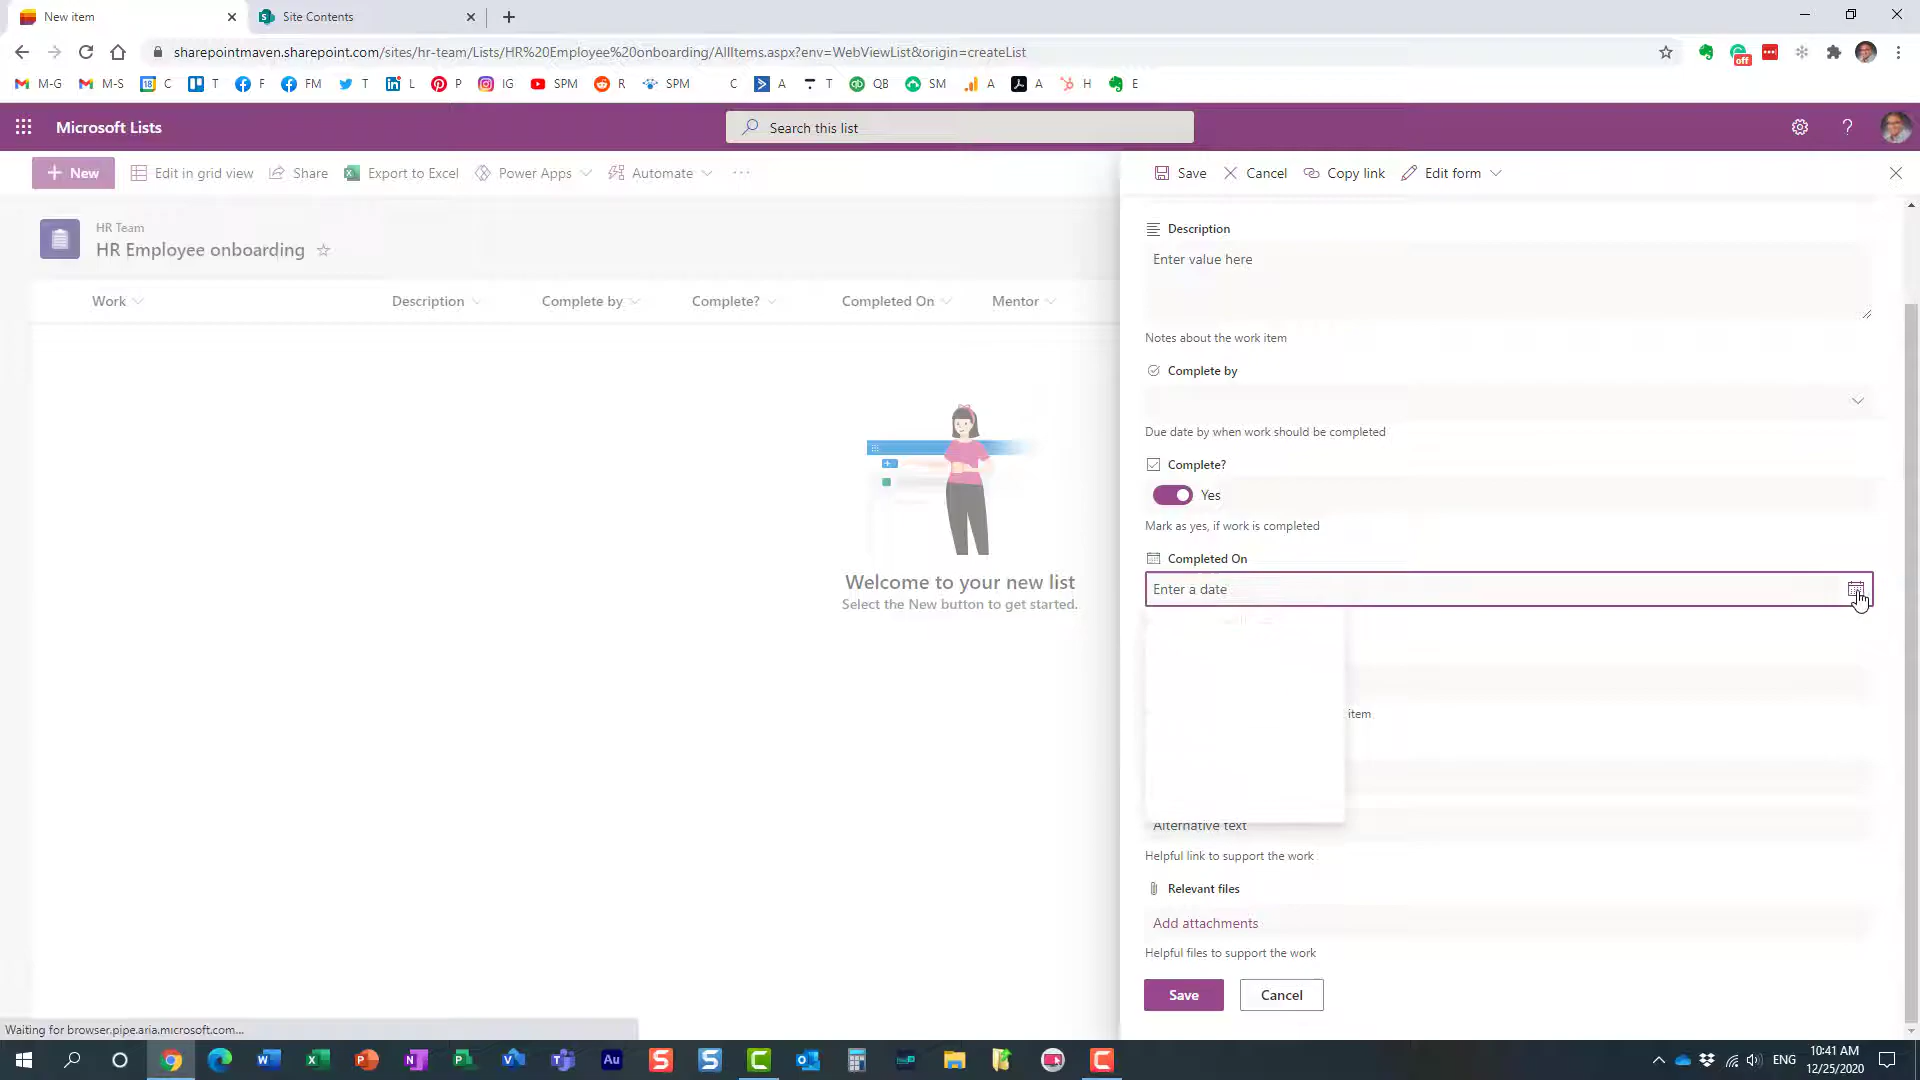 New item
Site Contents
sharepointmaven.sharepoint.com/sites/hr-team/Lists/HR%20Employee%20onboarding/AllItems.aspx?env=WebViewList&origin=createList
off
M-G M-S C T F FM T L P IG SPM R SPM C A T QB SM A A H E
18
Microsoft Lists
Search this list
?
+ New
Edit in grid view
Share
Export to Excel
Power Apps
Automate
...
Save
Cancel
Copy link
Edit form
HR Team
HR Employee onboarding
Work
Description
Complete by
Complete?
Completed On
Mentor
Welcome to your new list
Select the New button to get started.
Description
Enter value here
Notes about the work item
Complete by
Due date by when work should be completed
Complete?
Yes
Mark as yes, if work is completed
Completed On
Enter a date
item
Alternative text
Helpful link to support the work
Relevant files
Add attachments
Helpful files to support the work
Save
Cancel
Waiting for browser.pipe.aria.microsoft.com...
Au
ENG
10:41 AM
12/25/2020